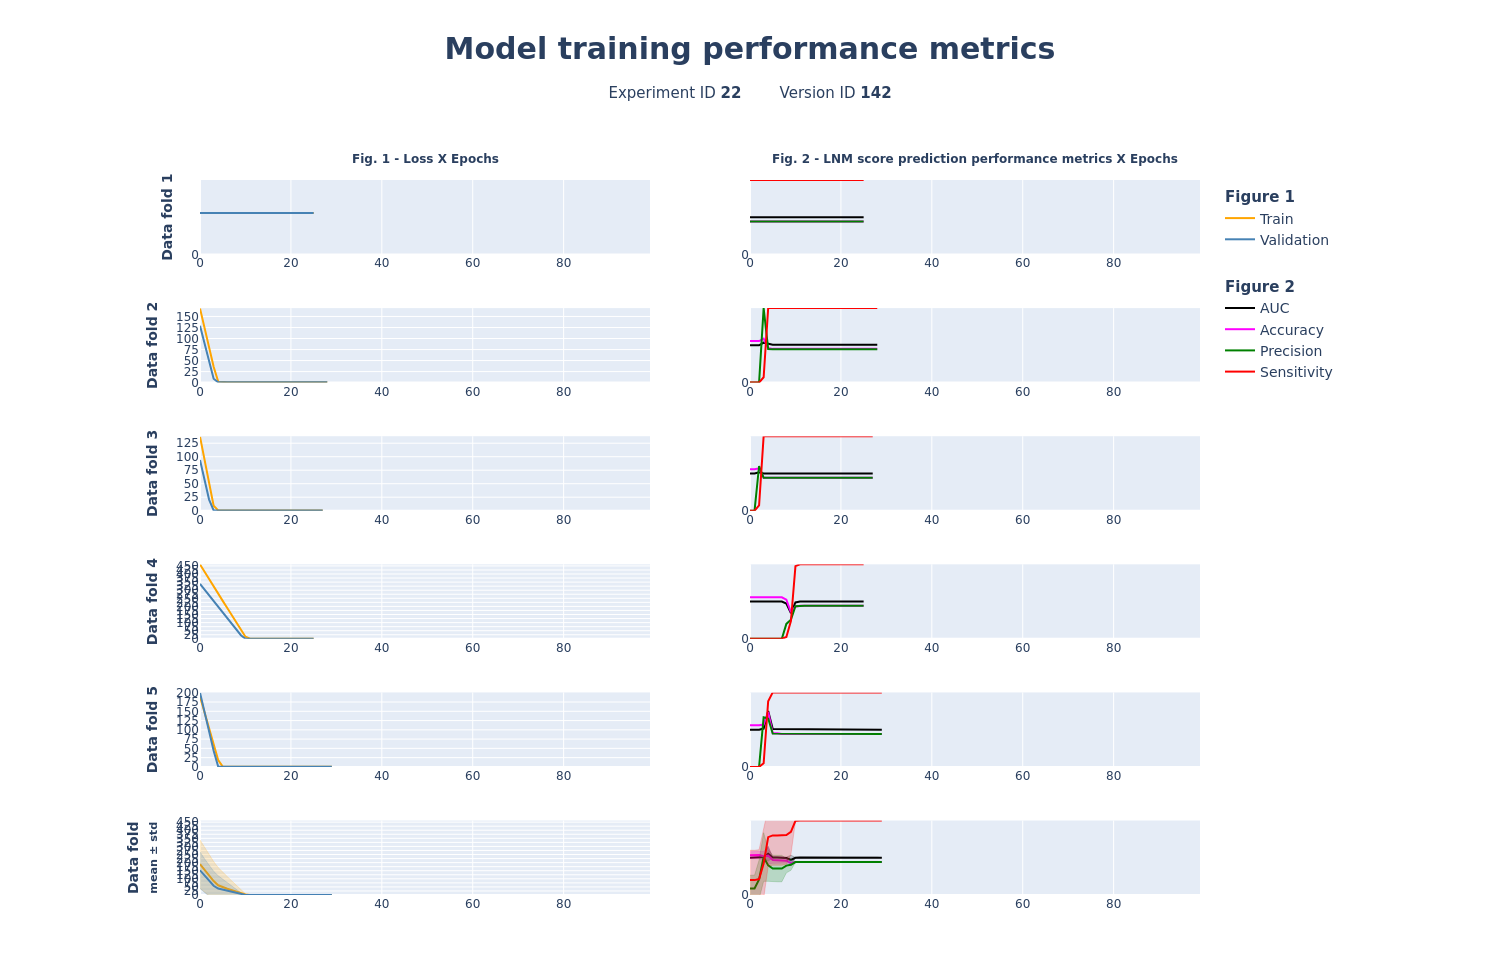 Model training performance metrics
Experiment ID 22 Version ID 142
Fig. 1 - Loss X Epochs
Fig. 2 - LNM score prediction performance metrics X Epochs
Data fold 1
0
0 20 40 60 80
0
0 20 40 60 80
Figure 1
Train
Validation
Figure 2
AUC
Accuracy
Precision
Sensitivity
Data fold 2
150
125
100
75
50
25
0
0 20 40 60 80
0
0 20 40 60 80
Data fold 3
125
100
75
50
25
0
0 20 40 60 80
0
0 20 40 60 80
Data fold 4
450
25
0
0 20 40 60 80
0
0 20 40 60 80
Data fold 5
200
175
150
125
100
75
50
25
0
0 20 40 60 80
0
0 20 40 60 80
Data fold
mean ± std
450
25
0
0 20 40 60 80
0
0 20 40 60 80